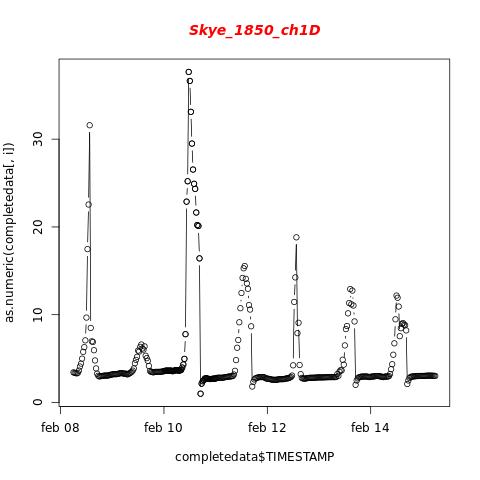 Skye_1850_ch1D
as.numeric(completedata[, i])
30
20
10
0
feb 08
feb 10
feb 12
feb 14
completedata$TIMESTAMP